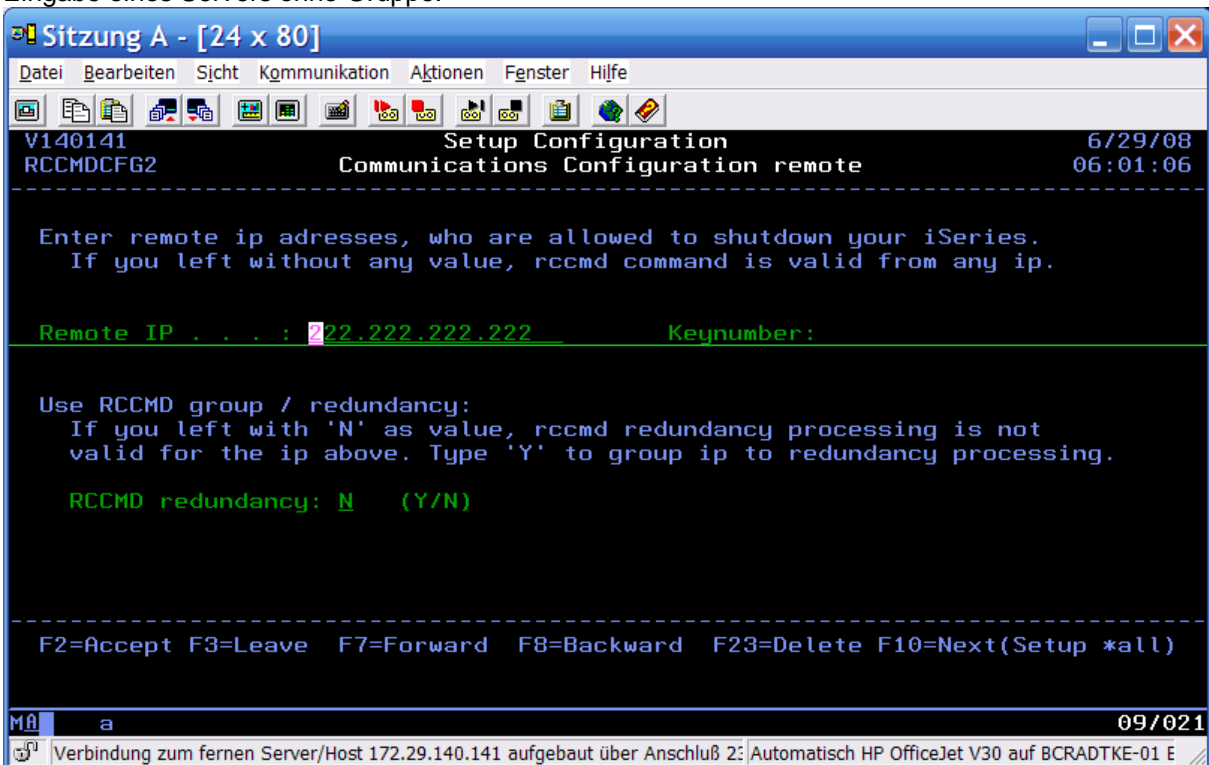 Eingabe eines Servers ohne Gruppe.
Sitzung A - [24 x 80]
Datei Bearbeiten Sicht Kommunikation Aktionen Fenster Hilfe
V140141 Setup Configuration 6/29/08
RCCMDCFG2 Communications Configuration remote 06:01:06
Enter remote ip adresses, who are allowed to shutdown your iSeries.
If you left without any value, rccmd command is valid from any ip.
Remote IP . . . . : 222.222.222.222 Keynumber:
Use RCCMD group / redundancy:
If you left with 'N' as value, rccmd redundancy processing is not
valid for the ip above. Type 'Y' to group ip to redundancy processing.
RCCMD redundancy: N (Y/N)
F2=Accept F3=Leave F7=Forward F8=Backward F23=Delete F10=Next(Setup *all)
MA a 09/021
Verbindung zum fernen Server/Host 172.29.140.141 aufgebaut über Anschluß 23 Automatisch HP OfficeJet V30 auf BCRADTKE-01 E